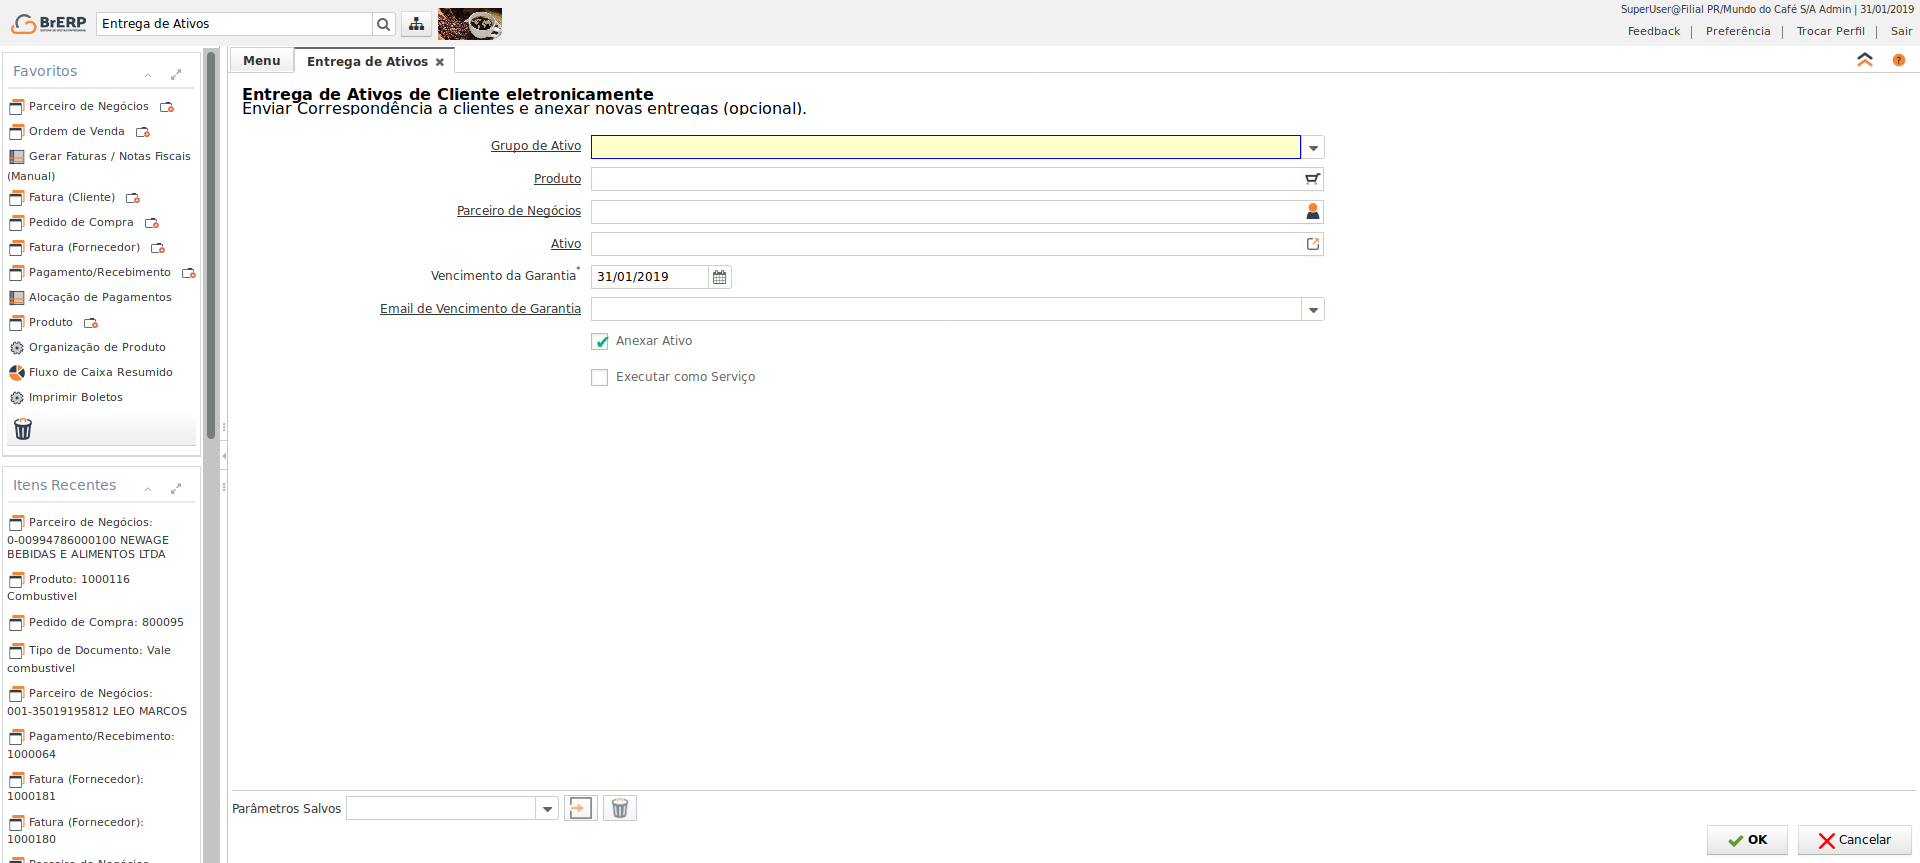 BrERP
Entrega de Ativos
SuperUser@Filial PR/Mundo do Café S/A Admin | 31/01/2019
Feedback | Preferência | Trocar Perfil | Sair
Favoritos
Parceiro de Negócios
Ordem de Venda
Gerar Faturas / Notas Fiscais
(Manual)
Fatura (Cliente)
Pedido de Compra
Fatura (Fornecedor)
Pagamento/Recebimento
Alocação de Pagamentos
Produto
Organização de Produto
Fluxo de Caixa Resumido
Imprimir Boletos
Itens Recentes
Parceiro de Negócios:
0-00994786000100 NEWAGE
BEBIDAS E ALIMENTOS LTDA
Produto: 1000116
Combustivel
Pedido de Compra: 800095
Tipo de Documento: Vale
combustivel
Parceiro de Negócios:
001-35019195812 LEO MARCOS
Pagamento/Recebimento:
1000064
Fatura (Fornecedor):
1000181
Fatura (Fornecedor):
1000180
Parceiro de Negócios
Menu
Entrega de Ativos
Entrega de Ativos de Cliente eletronicamente
Enviar Correspondência a clientes e anexar novas entregas (opcional).
Grupo de Ativo
Produto
Parceiro de Negócios
Ativo
Vencimento da Garantia* 31/01/2019
Email de Vencimento de Garantia
Anexar Ativo
Executar como Serviço
Parâmetros Salvos
OK
Cancelar